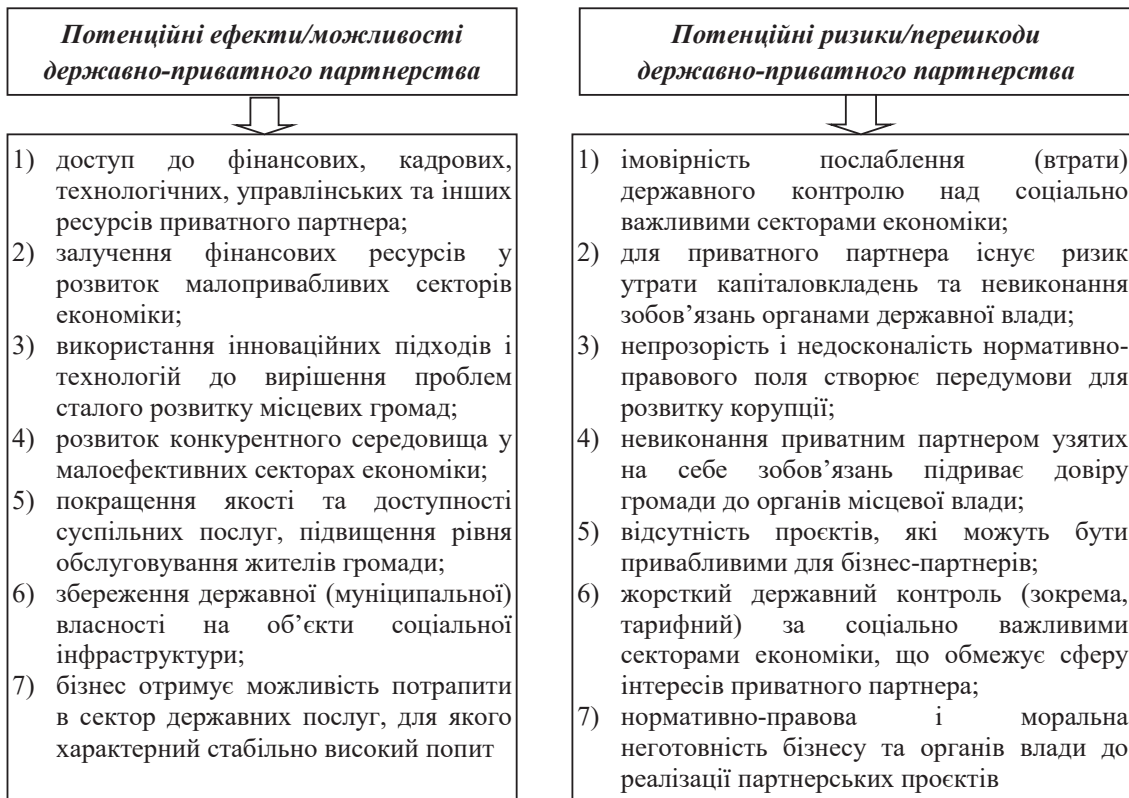 Потенційні ефекти/можливості
державно-приватного партнерства
1) доступ до фінансових, кадрових,
технологічних, управлінських та інших
ресурсів приватного партнера;
2) залучення фінансових ресурсів у
розвиток малопривабливих секторів
економіки;
3) використання інноваційних підходів і
технологій до вирішення проблем
сталого розвитку місцевих громад;
4) розвиток конкурентного середовища у
малоефективних секторах економіки;
5) покращення якості та доступності
суспільних послуг, підвищення рівня
обслуговування жителів громади;
6) збереження державної (муніципальної)
власності на об’єкти соціальної
інфраструктури;
7) бізнес отримує можливість потрапити
в сектор державних послуг, для якого
характерний стабільно високий попит
Потенційні ризики/перешкоди
державно-приватного партнерства
1) імовірність послаблення (втрати)
державного контролю над соціально
важливими секторами економіки;
2) для приватного партнера існує ризик
утрати капіталовкладень та невиконання
зобов’язань органами державної влади;
3) непрозорість і недосконалість нормативно-
правового поля створює передумови для
розвитку корупції;
4) невиконання приватним партнером узятих
на себе зобов’язань підриває довіру
громади до органів місцевої влади;
5) відсутність проєктів, які можуть бути
привабливими для бізнес-партнерів;
6) жорсткий державний контроль (зокрема,
тарифний) за соціально важливими
секторами економіки, що обмежує сферу
інтересів приватного партнера;
7) нормативно-правова і моральна
неготовність бізнесу та органів влади до
реалізації партнерських проєктів